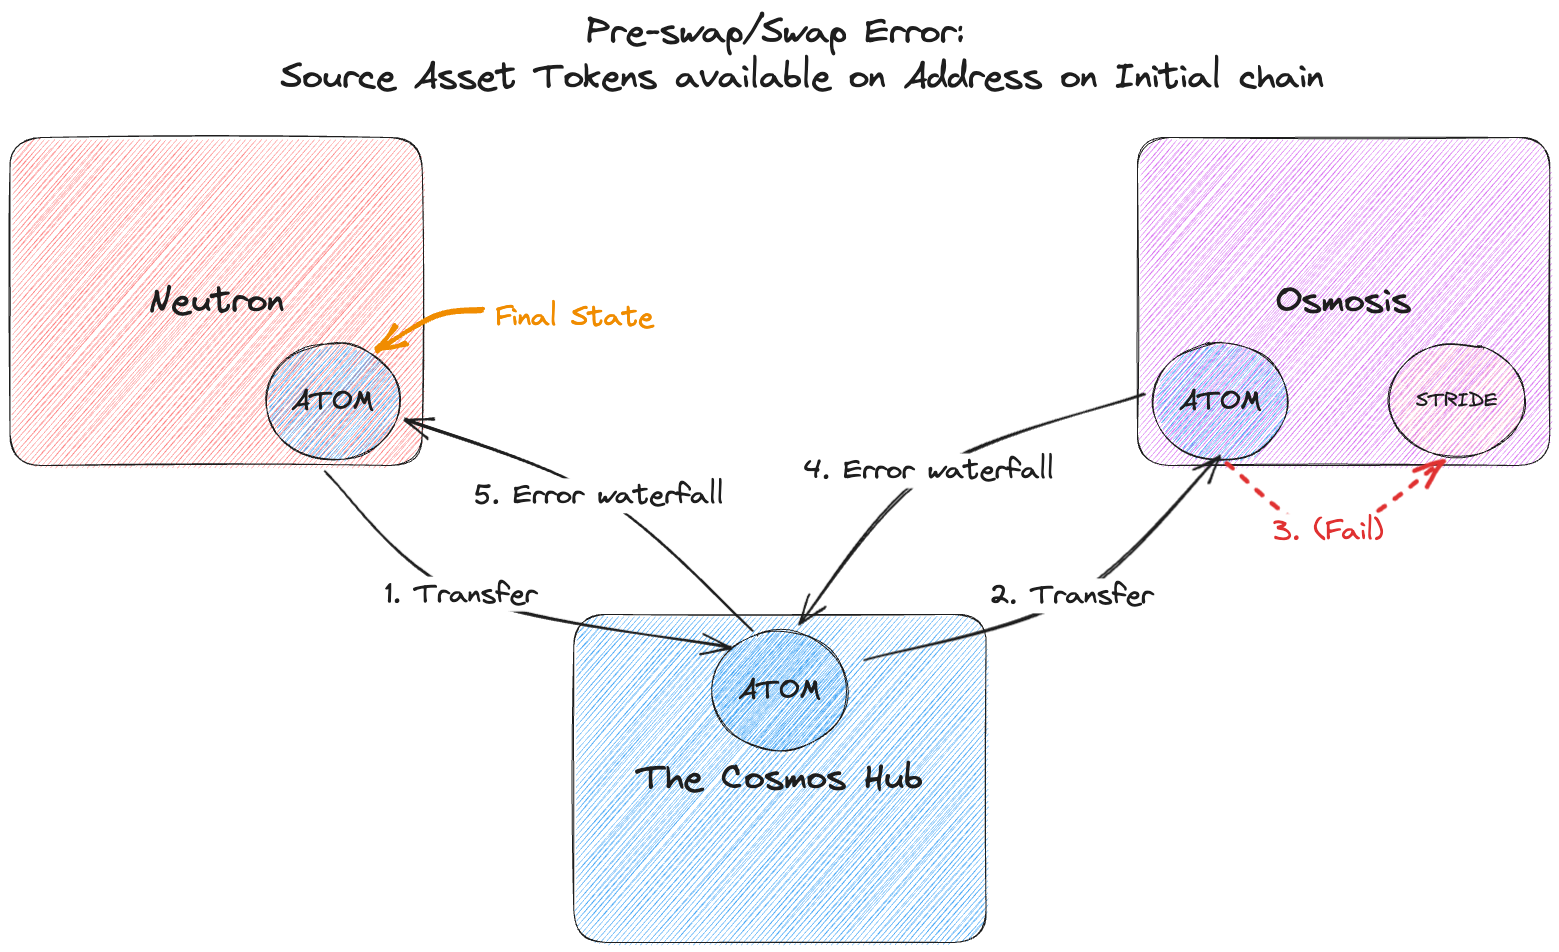 Pre-swap/Swap Error:
Source Asset Tokens available on Address on Initial chain
Neutron
Final State
ATOM
Osmosis
ATOM
STRIDE
4. Error waterfall
5. Error waterfall
3. (Fail)
1. Transfer
2. Transfer
ATOM
The Cosmos Hub